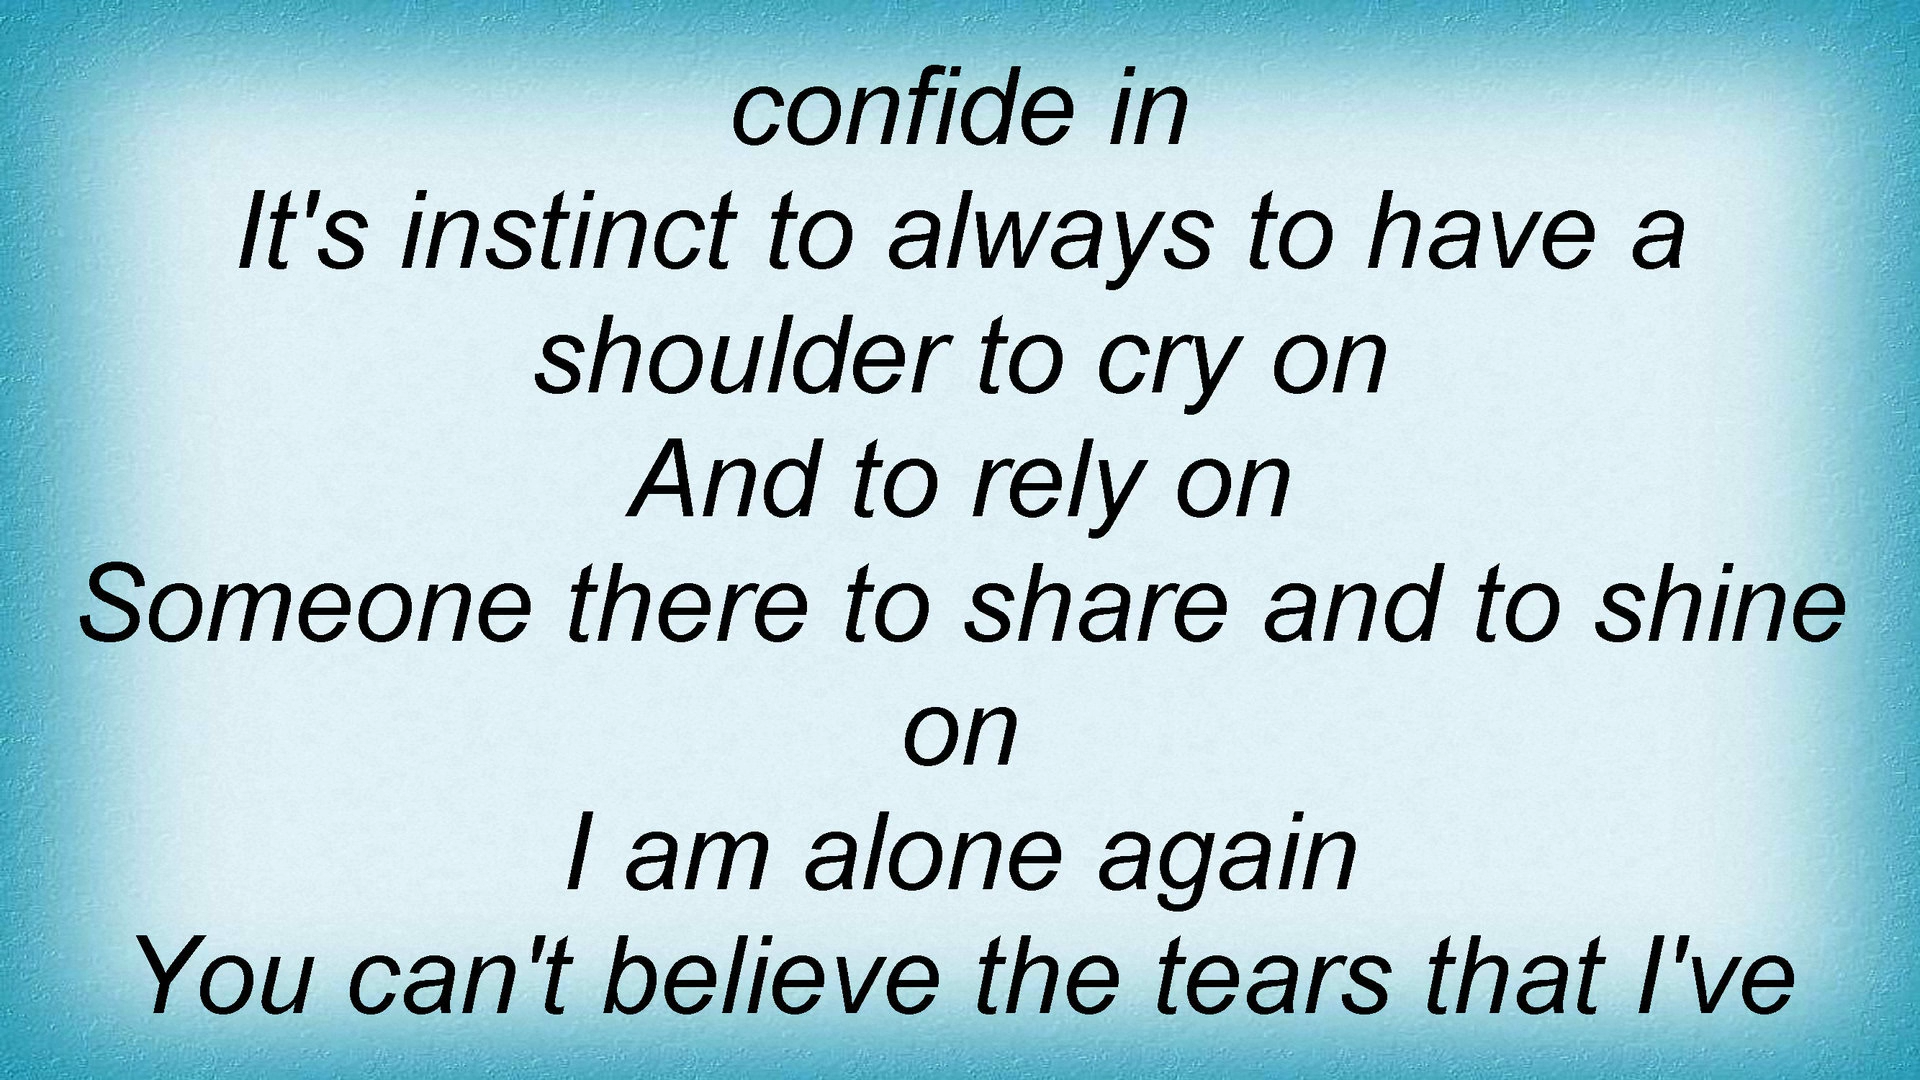 confide in
It's instinct to always to have a
shoulder to cry on
And to rely on
Someone there to share and to shine
on
I am alone again
You can't believe the tears that I've